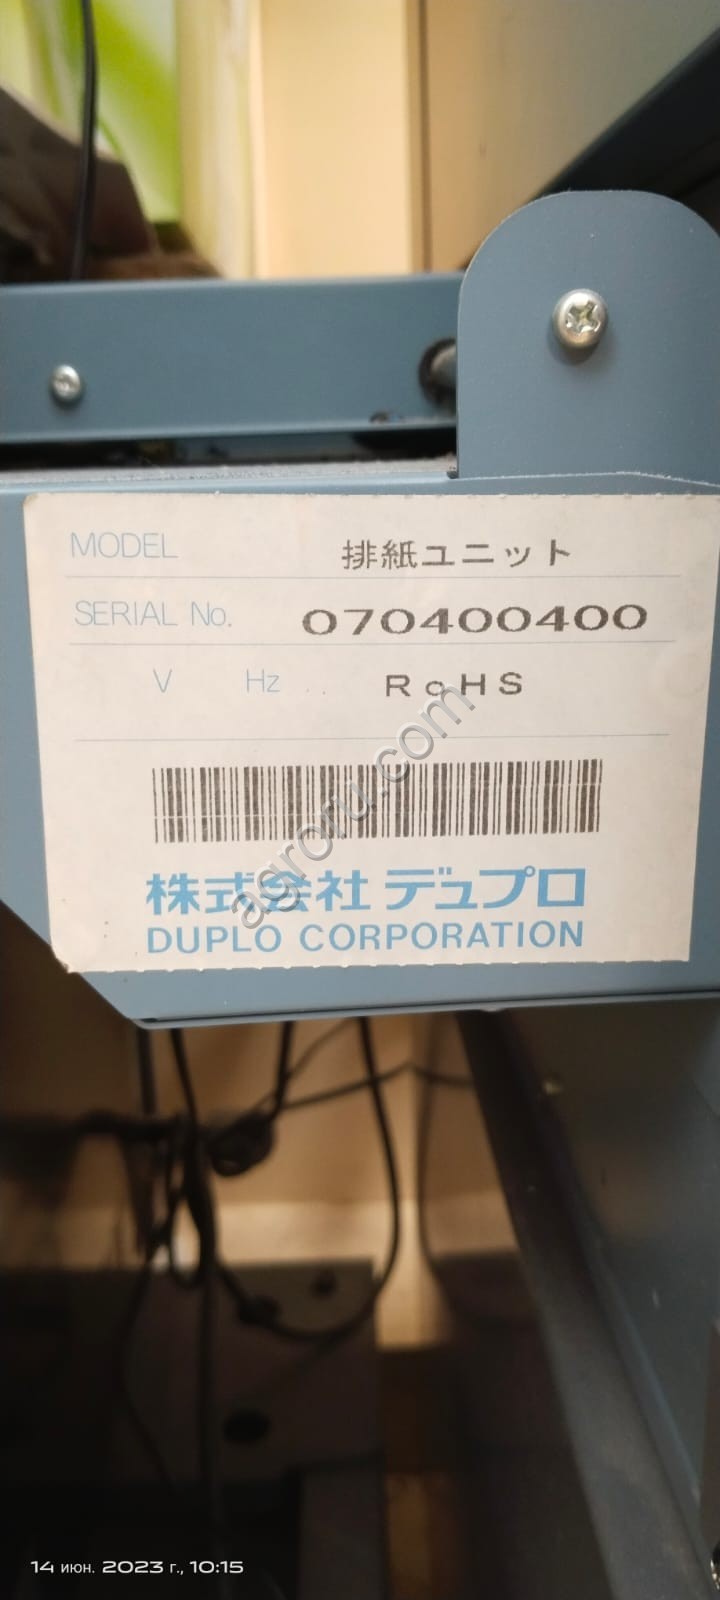 MODEL 排紙ユニット
SERIAL No. 070400400
V Hz RoHS
agroru.com
株式会社 デュプロ
DUPLO CORPORATION
14 июн. 2023 г., 10:15